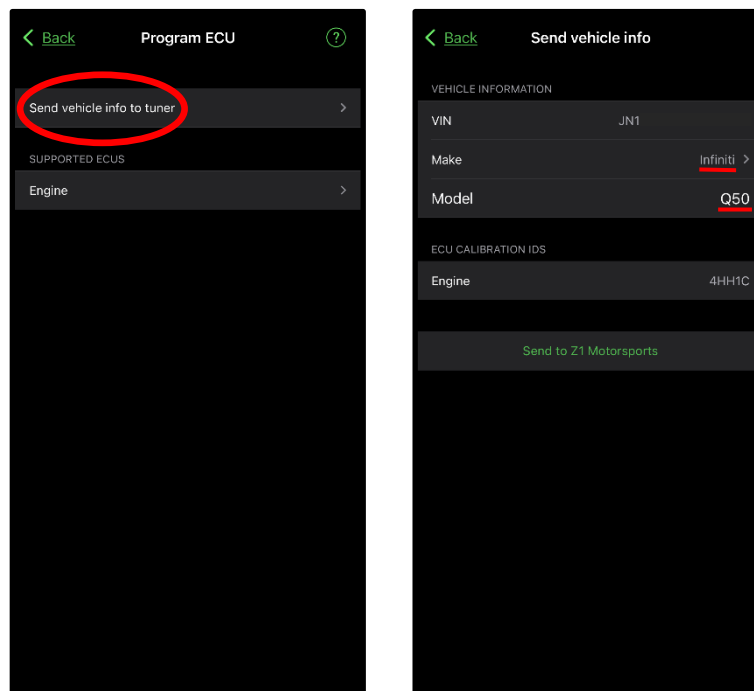 Back
Program ECU
?
Send vehicle info to tuner
SUPPORTED ECUS
Engine
Back
Send vehicle info
VEHICLE INFORMATION
VIN JN1
Make Infiniti
Model Q50
ECU CALIBRATION IDS
Engine 4HH1C
Send to Z1 Motorsports